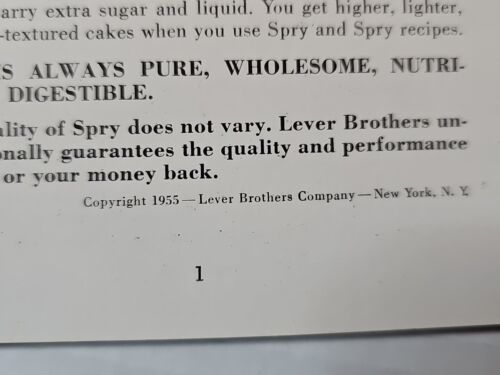 arry extra sugar and liquid. You get higher, lighter,
-textured cakes when you use Spry and Spry recipes.
S ALWAYS PURE, WHOLESOME, NUTRI-
DIGESTIBLE.
ality of Spry does not vary. Lever Brothers un-
onally guarantees the quality and performance
or your money back.
Copyright 1955—Lever Brothers Company—New York, N. Y.
1